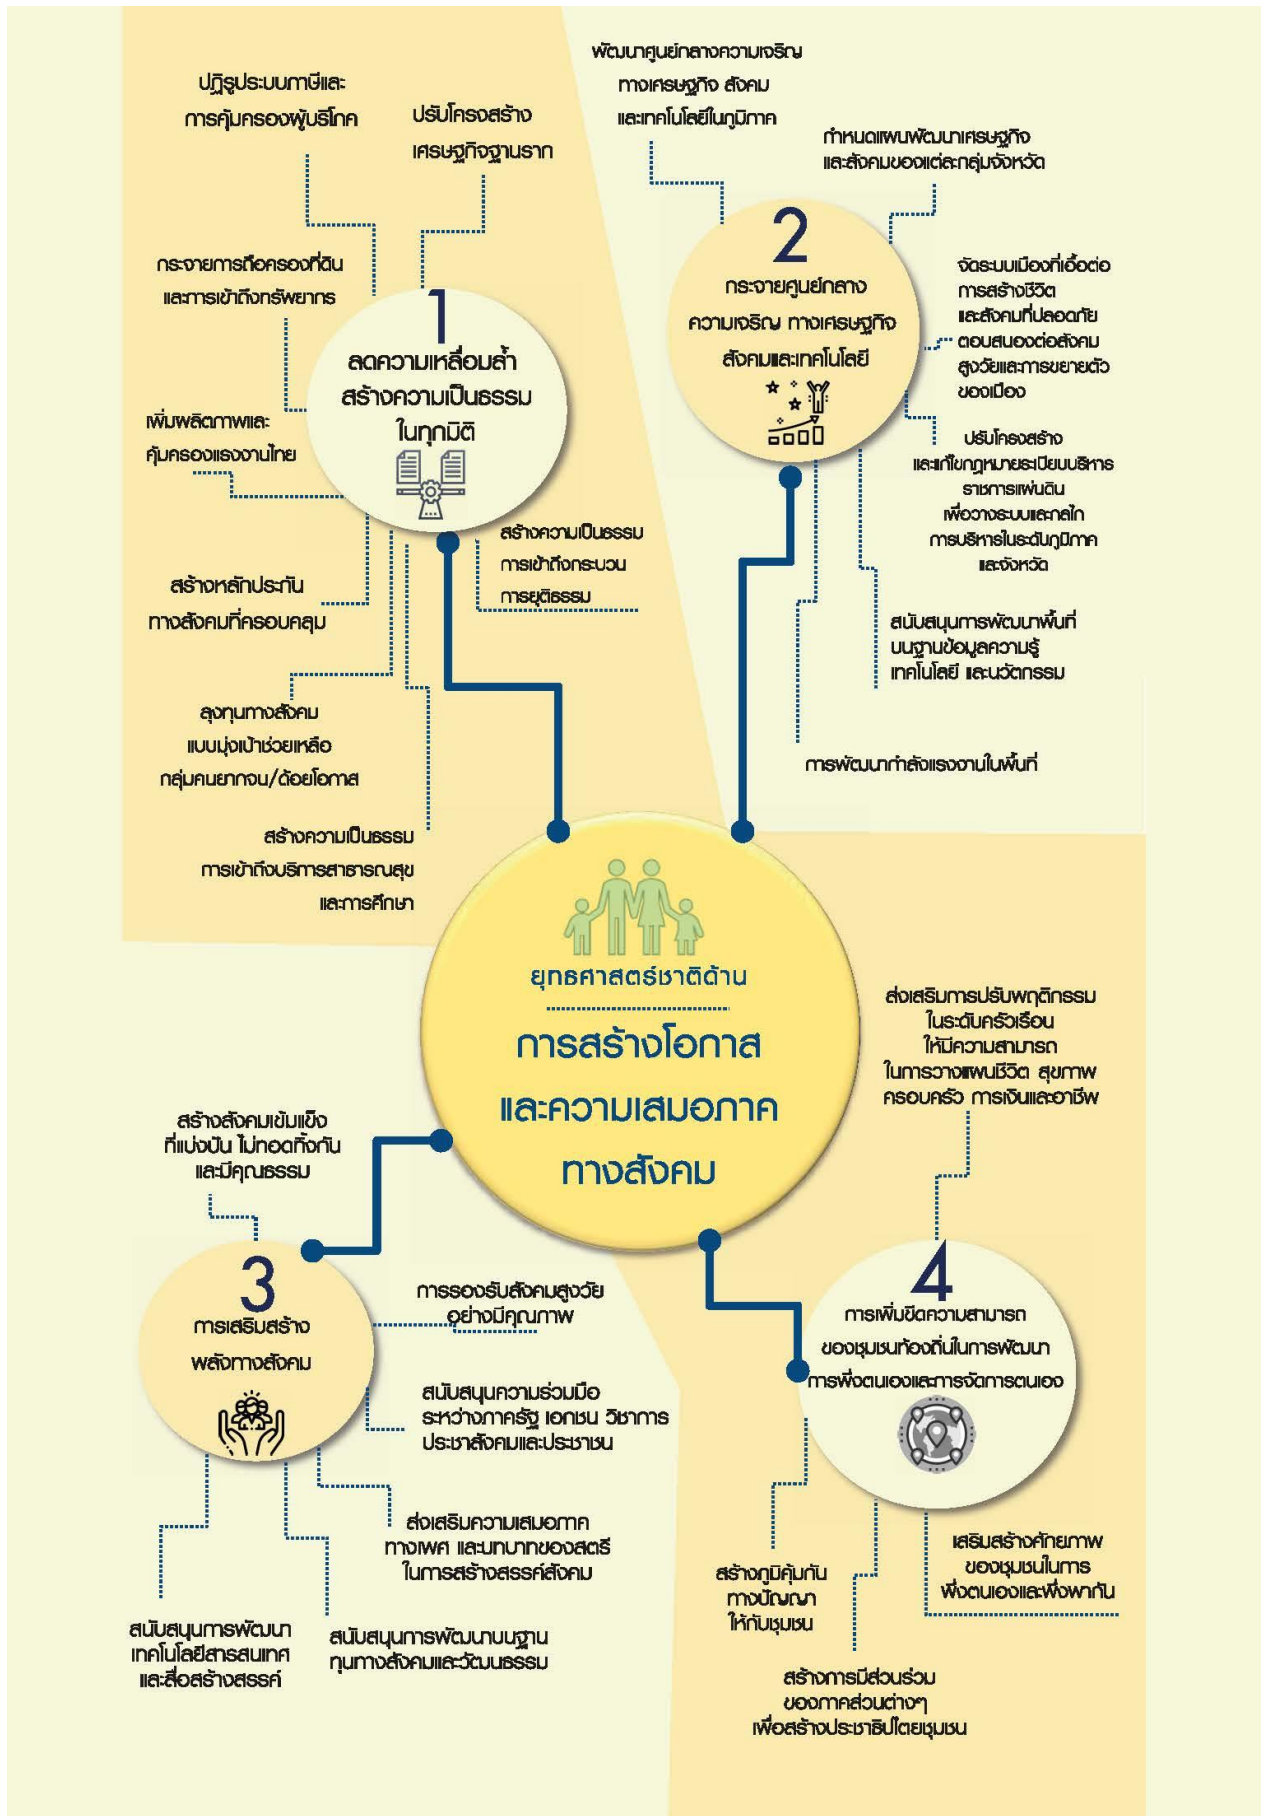 ปฏิรูประบบภาษีและ
การคุ้มครองผู้บริโภค
ปรับโครงสร้าง
เศรษฐกิจฐานราก
กระจายการถือครองที่ดิน
และการเข้าถึงทรัพยากร
1
ลดความเหลื่อมล้ำ
สร้างความเป็นธรรม
ในทุกมิติ
เพิ่มผลิตภาพและ
คุ้มครองแรงงานไทย
สร้างความเป็นธรรม
การเข้าถึงกระบวน
การยุติธรรม
สร้างหลักประกัน
ทางสังคมที่ครอบคลุม
ลงทุนทางสังคม
แบบมุ่งเป้าช่วยเหลือ
กลุ่มคนยากจน/ด้อยโอกาส
สร้างความเป็นธรรม
การเข้าถึงบริการสาธารณสุข
และการศึกษา
พัฒนาศูนย์กลางความเจริญ
ทางเศรษฐกิจ สังคม
และเทคโนโลยีในภูมิภาค
กำหนดแผนพัฒนาเศรษฐกิจ
และสังคมของแต่ละกลุ่มจังหวัด
2
กระจายศูนย์กลาง
ความเจริญ ทางเศรษฐกิจ
สังคมและเทคโนโลยี
จัดระบบเมืองที่เอื้อต่อ
การสร้างชีวิต
และสังคมที่ปลอดภัย
ตอบสนองต่อสังคม
สูงวัยและการขยายตัว
ของเมือง
ปรับโครงสร้าง
และแก้ไขกฎหมายระเบียบบริหาร
ราชการแผ่นดิน
เพื่อวางระบบและกลไก
การบริหารในระดับภูมิภาค
และจังหวัด
สนับสนุนการพัฒนาพื้นที่
บนฐานข้อมูลความรู้
เทคโนโลยี และนวัตกรรม
การพัฒนากำลังแรงงานในพื้นที่
ยุทธศาสตร์ชาติด้าน
การสร้างโอกาส
และความเสมอภาค
ทางสังคม
สร้างสังคมเข้มแข็ง
ที่แบ่งปัน ไม่ทอดทิ้งกัน
และมีคุณธรรม
3
การเสริมสร้าง
พลังทางสังคม
การรองรับสังคมสูงวัย
อย่างมีคุณภาพ
สนับสนุนความร่วมมือ
ระหว่างภาครัฐ เอกชน วิชาการ
ประชาสังคมและประชาชน
ส่งเสริมความเสมอภาค
ทางเพศ และบทบาทของสตรี
ในการสร้างสรรค์สังคม
สนับสนุนการพัฒนา
เทคโนโลยีสารสนเทศ
และสื่อสร้างสรรค์
สนับสนุนการพัฒนาบนฐาน
ทุนทางสังคมและวัฒนธรรม
ส่งเสริมการปรับพฤติกรรม
ในระดับครัวเรือน
ให้มีความสามารถ
ในการวางแผนชีวิต สุขภาพ
ครอบครัว การเงินและอาชีพ
4
การเพิ่มขีดความสามารถ
ของชุมชนท้องถิ่นในการพัฒนา
การพึ่งตนเองและการจัดการตนเอง
สร้างภูมิคุ้มกัน
ทางปัญญา
ให้กับชุมชน
เสริมสร้างศักยภาพ
ของชุมชนในการ
พึ่งตนเองและพึ่งพากัน
สร้างการมีส่วนร่วม
ของภาคส่วนต่างๆ
เพื่อสร้างประชาธิปไตยชุมชน